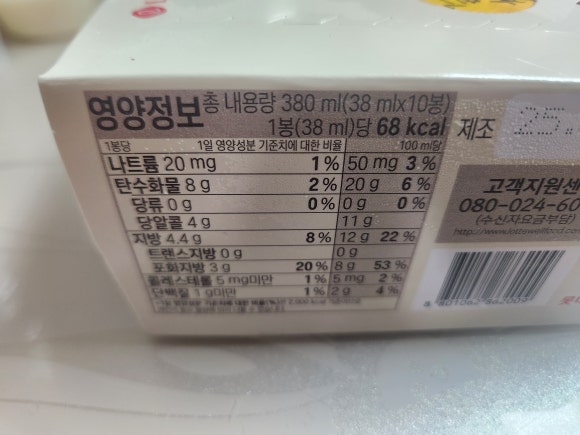 영양정보 총 내용량 380 ml(38 mlx10봉)
1봉(38 ml)당 68 kcal
1봉당 1일 영양성분 기준치에 대한 비율 100 ml당
나트륨 20 mg 1% 50 mg 3%
탄수화물 8 g 2% 20 g 6%
당류 0 g 0% 0 g 0%
당알콜 4 g 11 g
지방 4.4 g 8% 12 g 22%
트랜스지방 0 g 0 g
포화지방 3 g 20% 8 g 53%
콜레스테롤 5 mg미만 1% 5 mg 2%
단백질 1 g미만 1% 2 g 4%
제조 25.
고객지원센
080-024-60
(수신자요금부담)